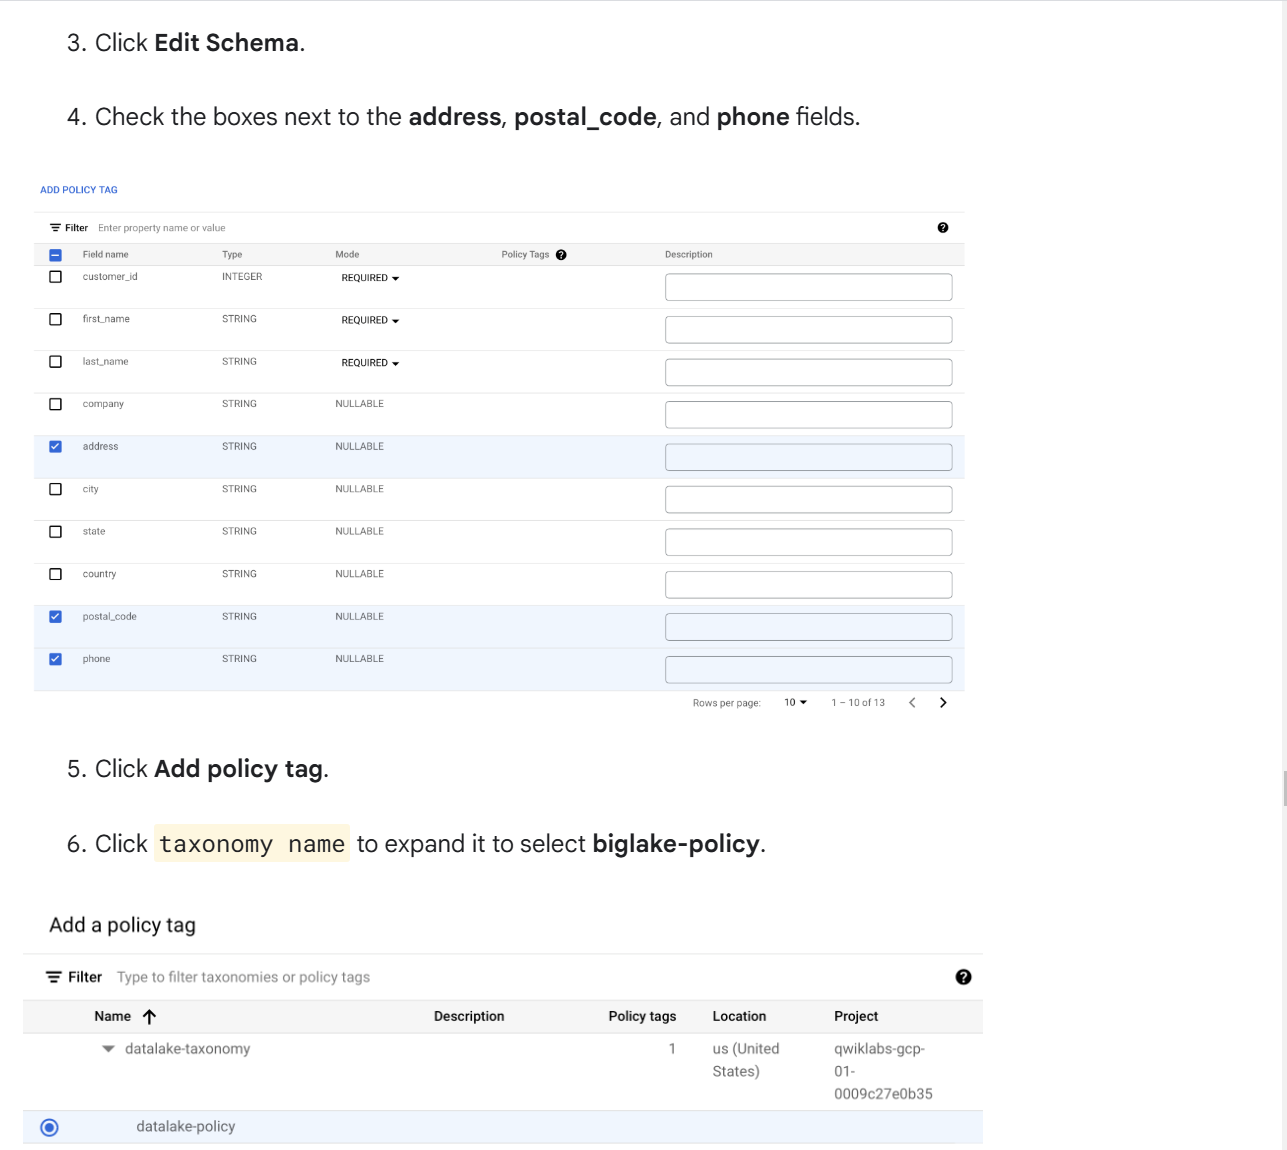 3. Click Edit Schema.
4. Check the boxes next to the address, postal_code, and phone fields.
ADD POLICY TAG
Filter Enter property name or value
Field name Type Mode Policy Tags Description
customer_id INTEGER REQUIRED
first_name STRING REQUIRED
last_name STRING REQUIRED
company STRING NULLABLE
address STRING NULLABLE
city STRING NULLABLE
state STRING NULLABLE
country STRING NULLABLE
postal_code STRING NULLABLE
phone STRING NULLABLE
Rows per page: 10 1 – 10 of 13
5. Click Add policy tag.
6. Click taxonomy name to expand it to select biglake-policy.
Add a policy tag
Filter Type to filter taxonomies or policy tags
Name Description Policy tags Location Project
datalake-taxonomy 1 us (United qwiklabs-gcp-
States) 01-
0009c27e0b35
datalake-policy